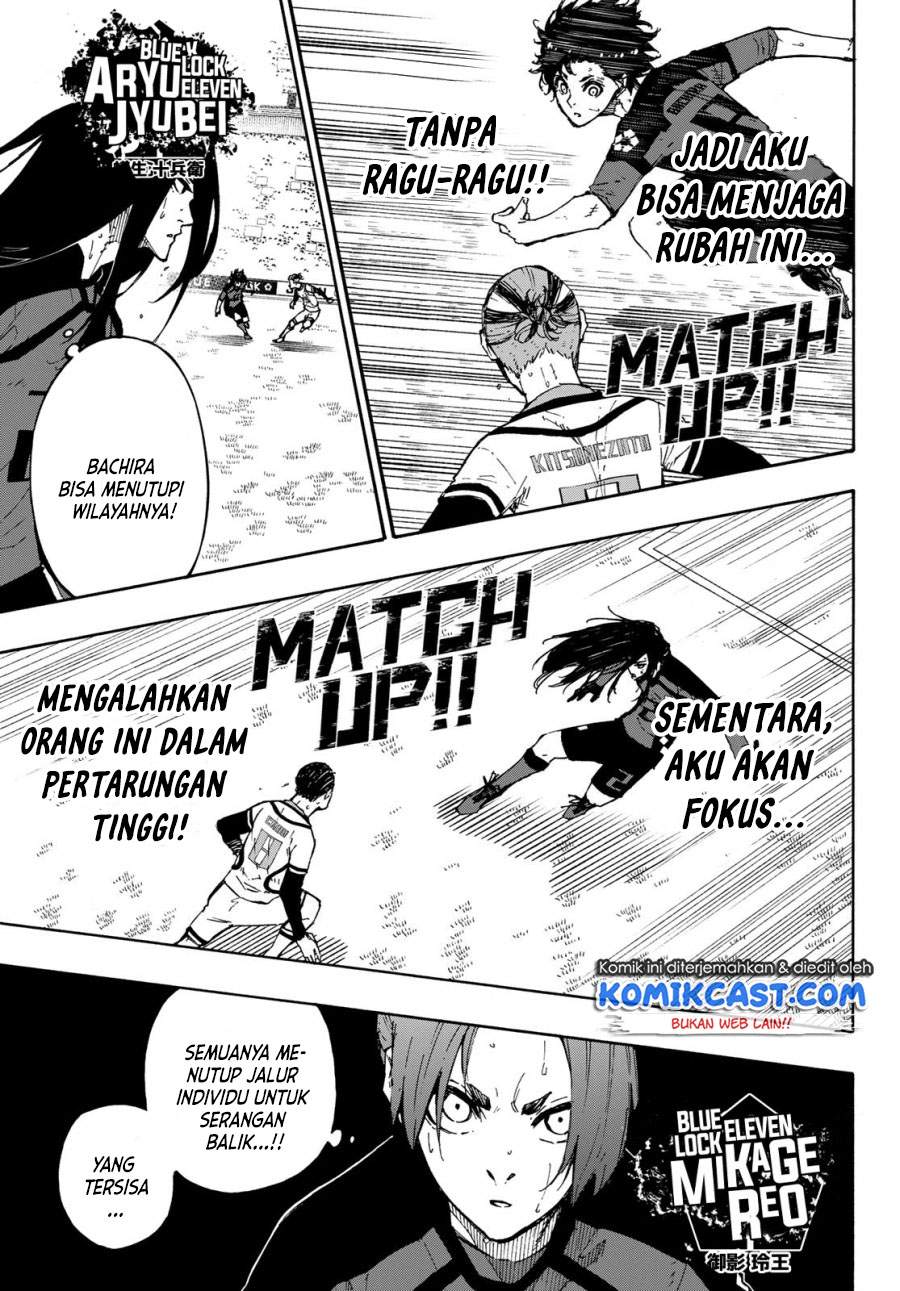 JADI AKU
BISA MENJAGA
RUBAH INI...
TANPA
RAGU-RAGU!!
BACHIRA
MATCH
UP!!
KITSUNEZATO
BLUE LOCK
ELEVEN
ARYU
JYUBEI
BACHIRA
BISA MENUTUPI
WILAYAHNYA!
MATCH
UP!!
SEMENTARA,
AKU AKAN
FOKUS...
2
MENGALAHKAN
ORANG INI DALAM
PERTARUNGAN
TINGGI!
Komik ini diterjemahkan & diedit oleh
KOMIKCAST.COM
BUKAN WEB LAIN!!
SEMUANYA ME-
NUTUP JALUR
INDIVIDU UNTUK
SERANGAN
BALIK...!!
YANG
TERSISA
...
BLUE LOCK
ELEVEN
MIKAGE
REO
御影 玲王